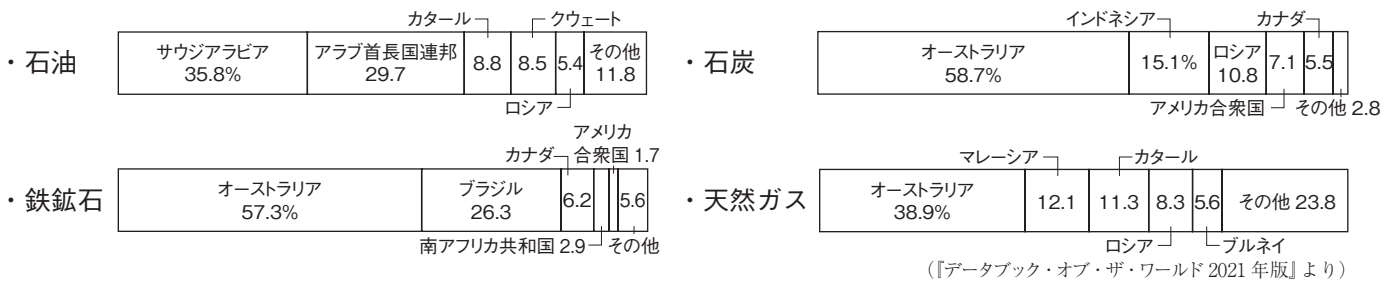 ・石油
カタール
クウェート
サウジアラビア
35.8%
アラブ首長国連邦
29.7
8.8
8.5
5.4
その他
11.8
ロシア
・石炭
インドネシア
カナダ
オーストラリア
58.7%
15.1%
ロシア
10.8
7.1
5.5
アメリカ合衆国
その他 2.8
・鉄鉱石
カナダ
アメリカ
合衆国 1.7
オーストラリア
57.3%
ブラジル
26.3
6.2
5.6
南アフリカ共和国 2.9
その他
・天然ガス
マレーシア
カタール
オーストラリア
38.9%
12.1
11.3
8.3
5.6
その他 23.8
ロシア
ブルネイ
(『データブック・オブ・ザ・ワールド 2021 年版』より)